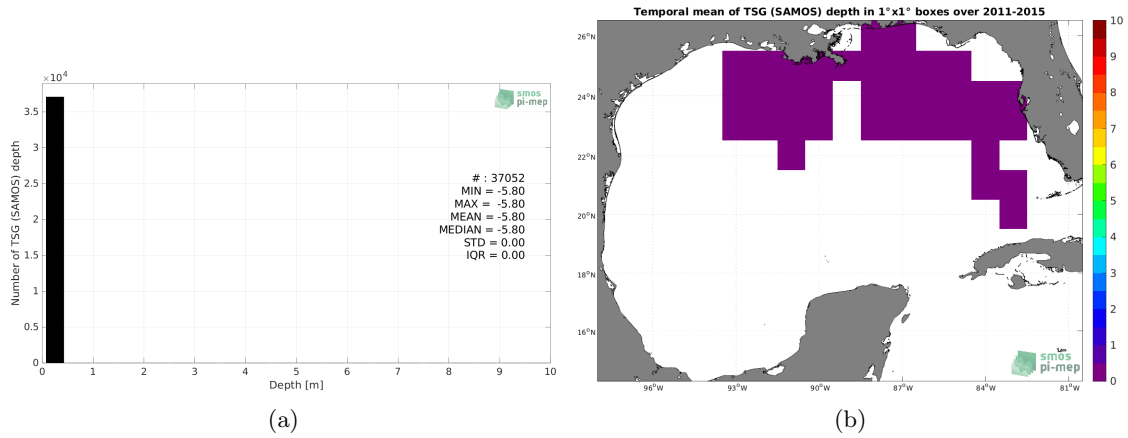 ×10⁴
3.5
3
2.5
2
1.5
1
0.5
0
Number of TSG (SAMOS) depth
0 1 2 3 4 5 6 7 8 9 10
Depth [m]
smos
pi-mep
# : 37052
MIN = -5.80
MAX = -5.80
MEAN = -5.80
MEDIAN = -5.80
STD = 0.00
IQR = 0.00
(a)
Temporal mean of TSG (SAMOS) depth in 1°x1° boxes over 2011-2015
26°N
24°N
22°N
20°N
18°N
16°N
96°W 93°W 90°W 87°W 84°W 81°W
smos
pi-mep
10
9
8
7
6
5
4
3
2
1
0
(b)